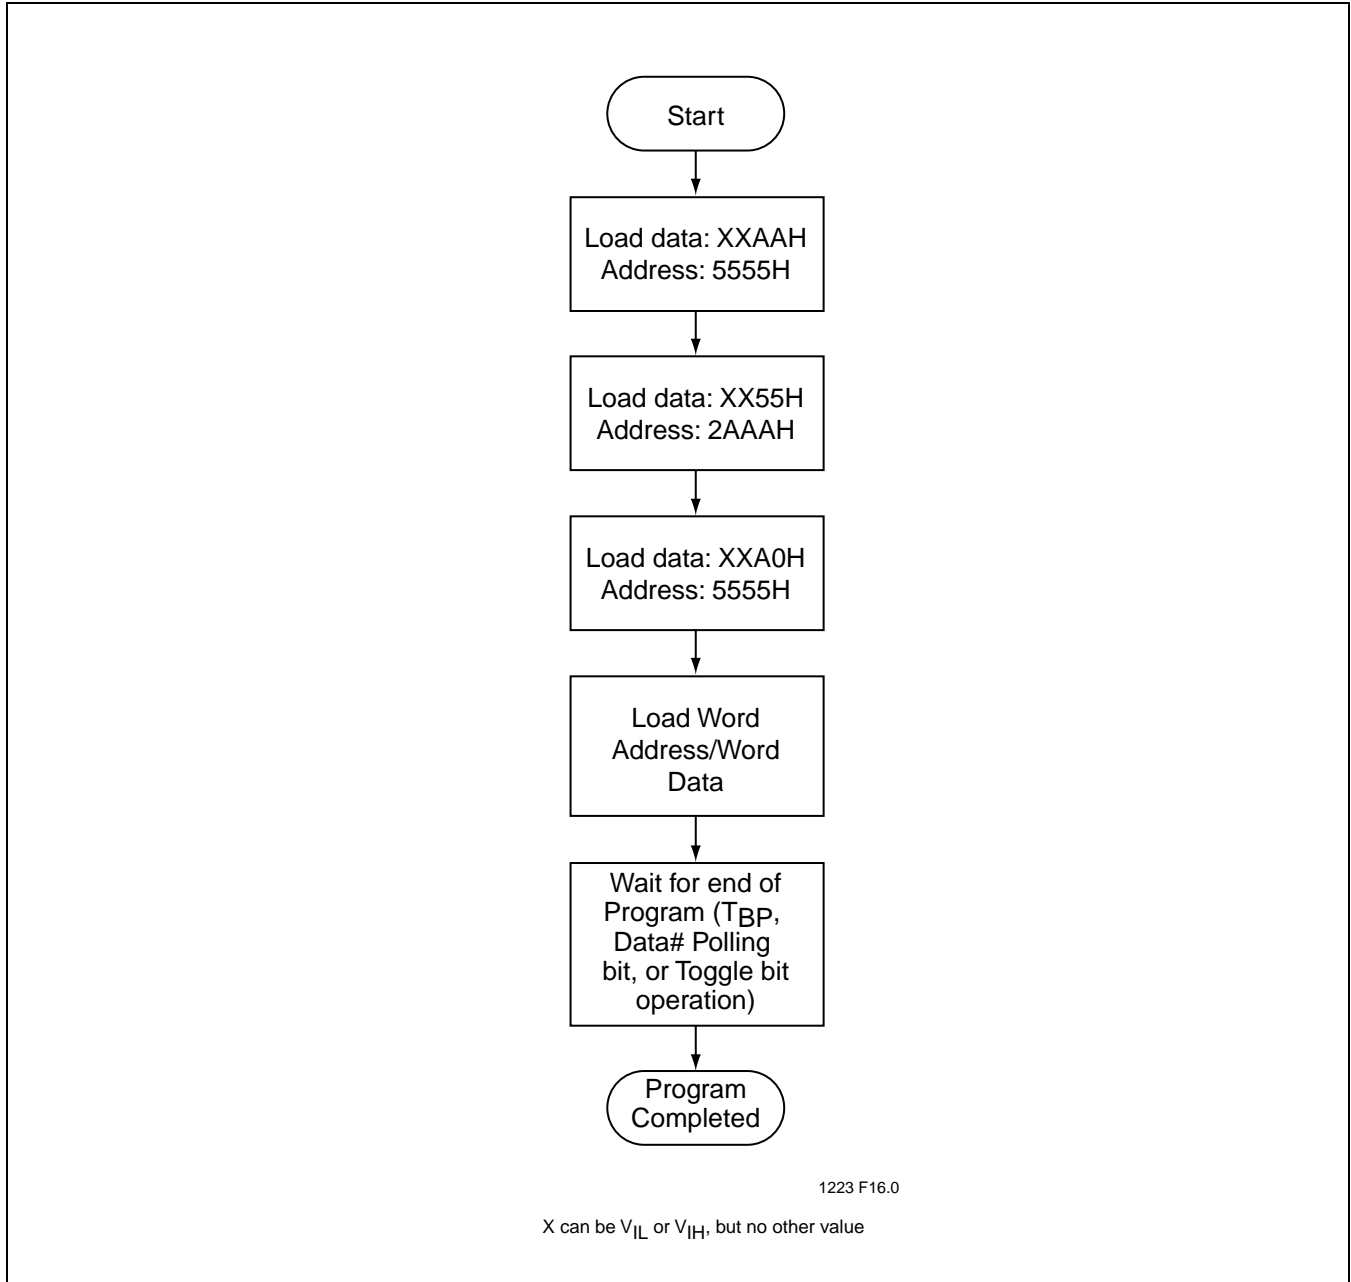 Start
Load data: XXAAH
Address: 5555H
Load data: XX55H
Address: 2AAAH
Load data: XXA0H
Address: 5555H
Load Word
Address/Word
Data
Wait for end of
Program (TBP,
Data# Polling
bit, or Toggle bit
operation)
Program
Completed
1223 F16.0
X can be VIL or VIH, but no other value